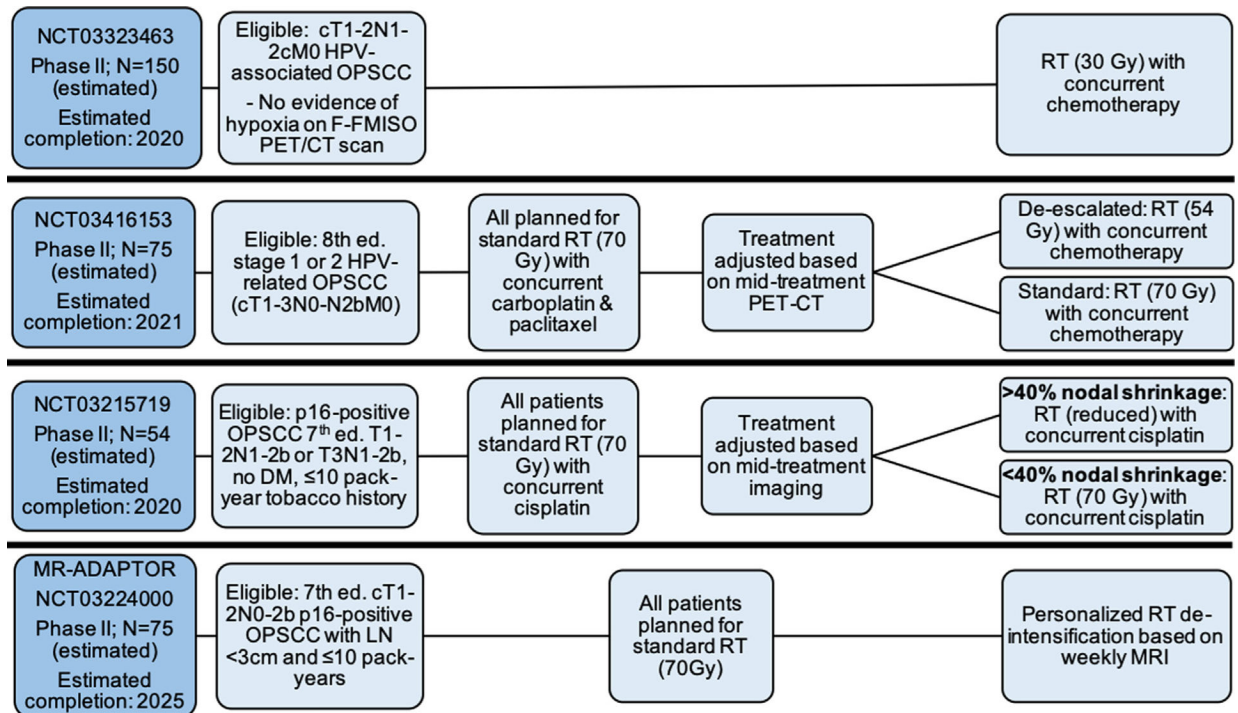 NCT03323463
Phase II; N=150
(estimated)
Estimated
completion: 2020
Eligible: cT1-
2N1-2cM0 HPV-
associated OPSCC
- No evidence of
hypoxia on F-FMISO
PET/CT scan
RT (30 Gy) with
concurrent
chemotherapy
NCT03416153
Phase II; N=75
(estimated)
Estimated
completion: 2021
Eligible: 8th ed.
stage 1 or 2 HPV-
related OPSCC
(cT1-3N0-N2bM0)
All planned for
standard RT (70
Gy) with
concurrent
carboplatin &
paclitaxel
Treatment
adjusted based
on mid-treatment
PET-CT
De-escalated: RT (54
Gy) with concurrent
chemotherapy
Standard: RT (70 Gy)
with concurrent
chemotherapy
NCT03215719
Phase II; N=54
(estimated)
Estimated
completion: 2020
Eligible: p16-positive
OPSCC 7th ed. T1-
2N1-2b or T3N1-2b,
no DM, ≤10 pack-
year tobacco history
All patients
planned for
standard RT (70
Gy) with
concurrent
cisplatin
Treatment
adjusted based
on mid-treatment
imaging
>40% nodal shrinkage:
RT (reduced) with
concurrent cisplatin
<40% nodal shrinkage:
RT (70 Gy) with
concurrent cisplatin
MR-ADAPTOR
NCT03224000
Phase II; N=75
(estimated)
Estimated
completion: 2025
Eligible: 7th ed. cT1-
2N0-2b p16-positive
OPSCC with LN
<3cm and ≤10 pack-
years
All patients
planned for
standard RT
(70Gy)
Personalized RT de-
intensification based on
weekly MRI